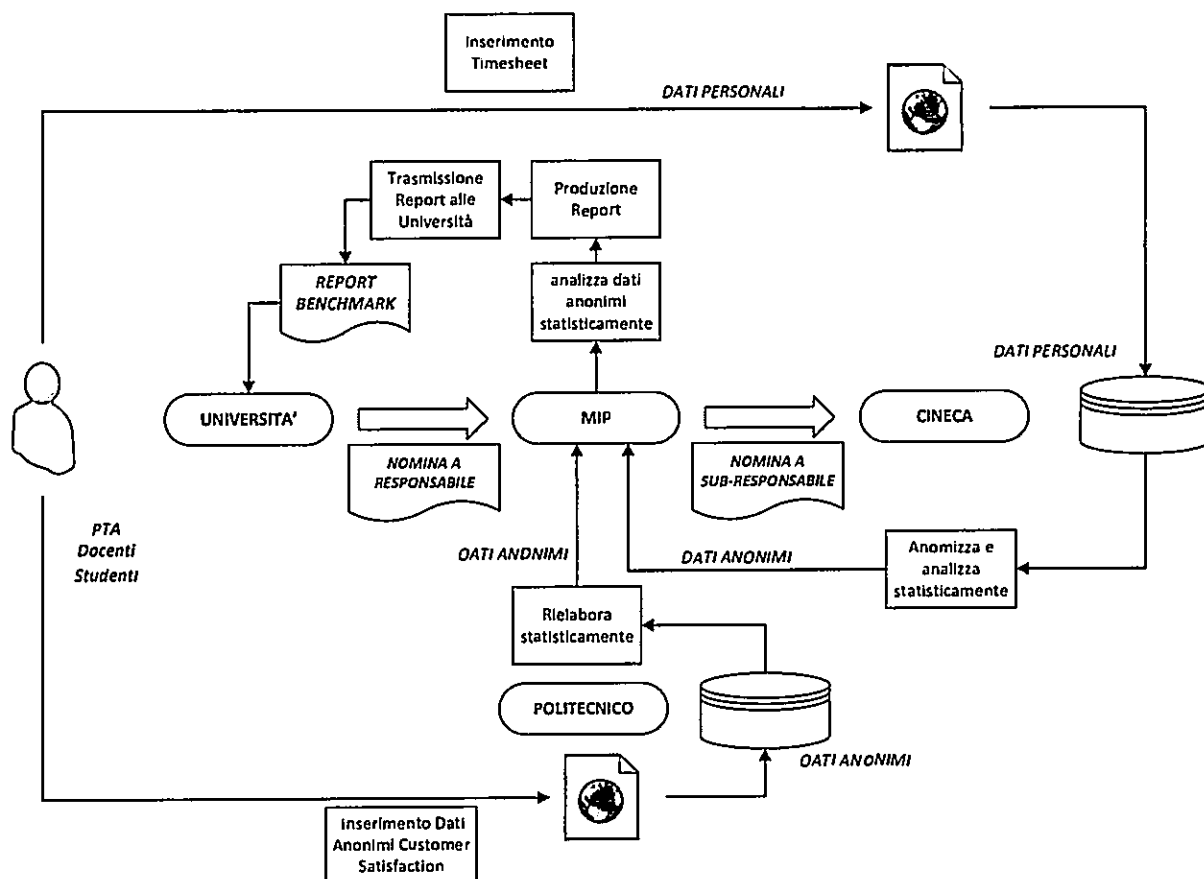 Inserimento
Timesheet
DATI PERSONALI
Trasmissione
Report alle
Università
Produzione
Report
REPORT
BENCHMARK
analizza dati
anonimi
statisticamente
DATI PERSONALI
UNIVERSITA'
MIP
CINECA
NOMINA A
RESPONSABILE
NOMINA A
SUB-RESPONSABILE
PTA
Docenti
Studenti
OATI ANDNIMI
DATI ANONIMI
Anomizza e
analizza
statisticamente
Rielabora
statisticamente
POLITECNICO
OATI ANONIMI
Inserimento Dati
Anonimi Customer
Satisfaction